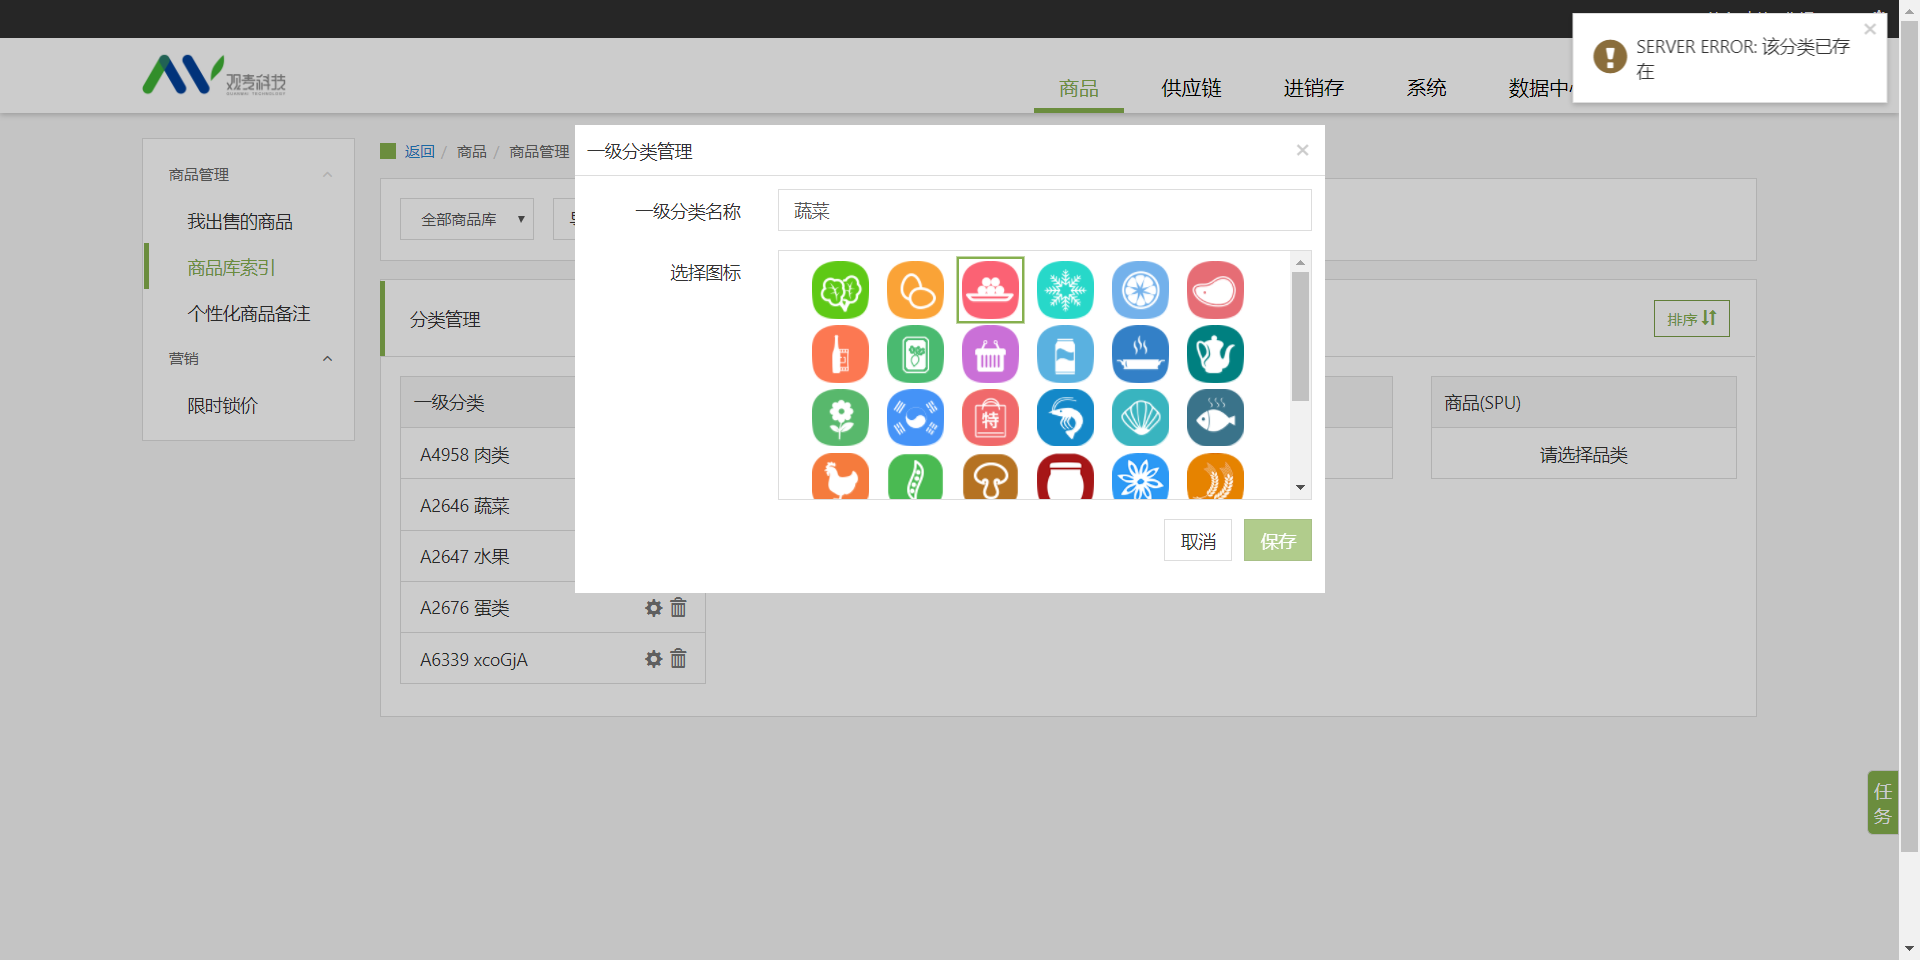 SERVER ERROR: 该分类已存
在
观麦科技
商品
供应链
进销存
系统
数据中
商品管理
我出售的商品
商品库索引
个性化商品备注
营销
限时锁价
返回 / 商品 / 商品管理
全部商品库
一级分类管理
一级分类名称
蔬菜
选择图标
特
取消
保存
分类管理
排序
一级分类
A4958 肉类
A2646 蔬菜
A2647 水果
A2676 蛋类
A6339 xcoGjA
商品(SPU)
请选择品类
任
务